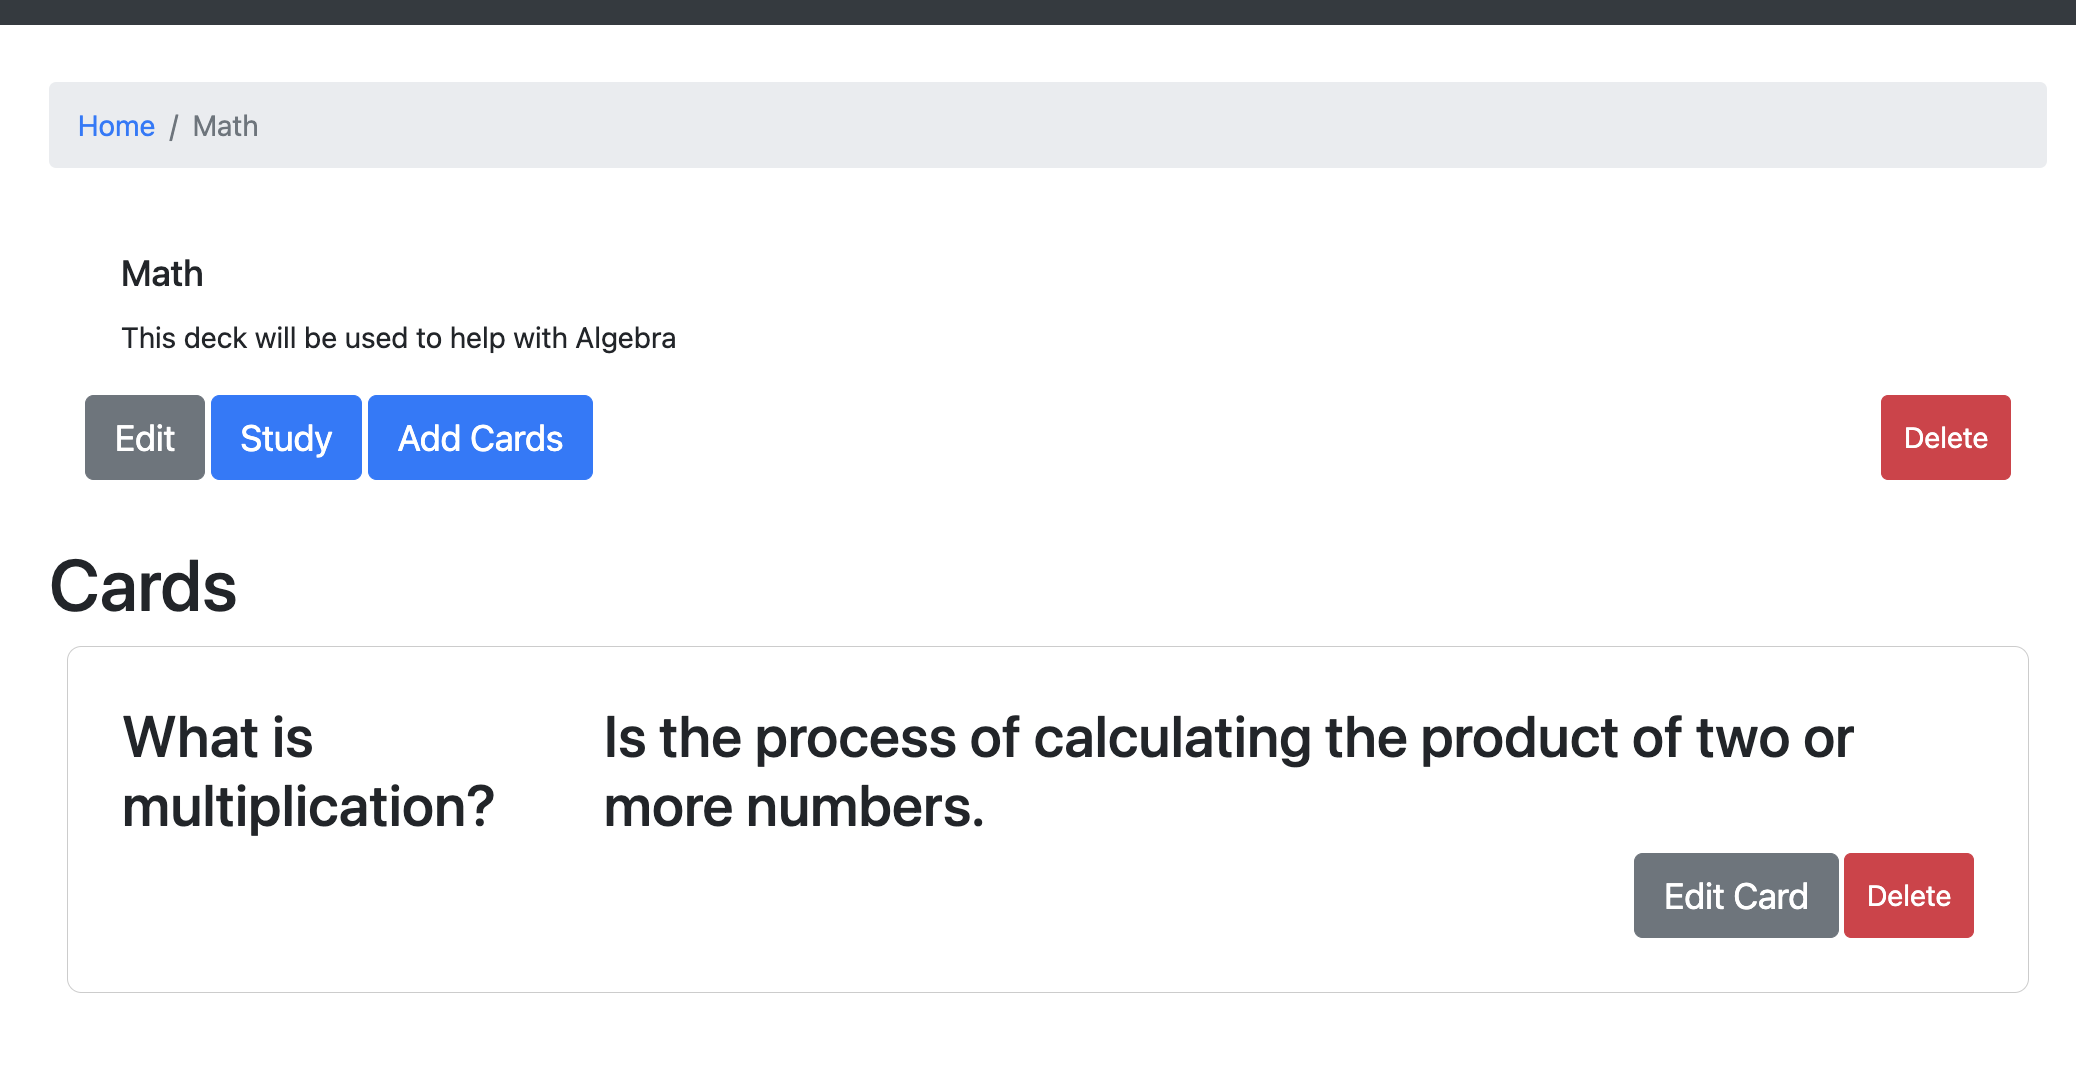 Home / Math
Math
This deck will be used to help with Algebra
Edit Study Add Cards Delete
Cards
What is
multiplication?
Is the process of calculating the product of two or
more numbers.
Edit Card Delete